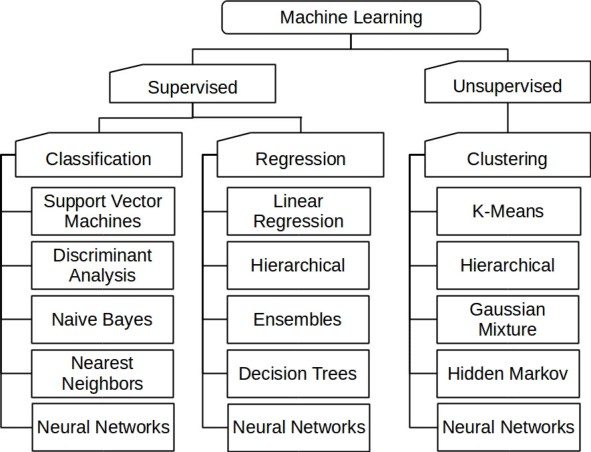 Machine Learning
Supervised
Unsupervised
Classification
Regression
Clustering
Support Vector
Machines
Linear
Regression
K-Means
Discriminant
Analysis
Hierarchical
Hierarchical
Naive Bayes
Ensembles
Gaussian
Mixture
Nearest
Neighbors
Decision Trees
Hidden Markov
Neural Networks
Neural Networks
Neural Networks